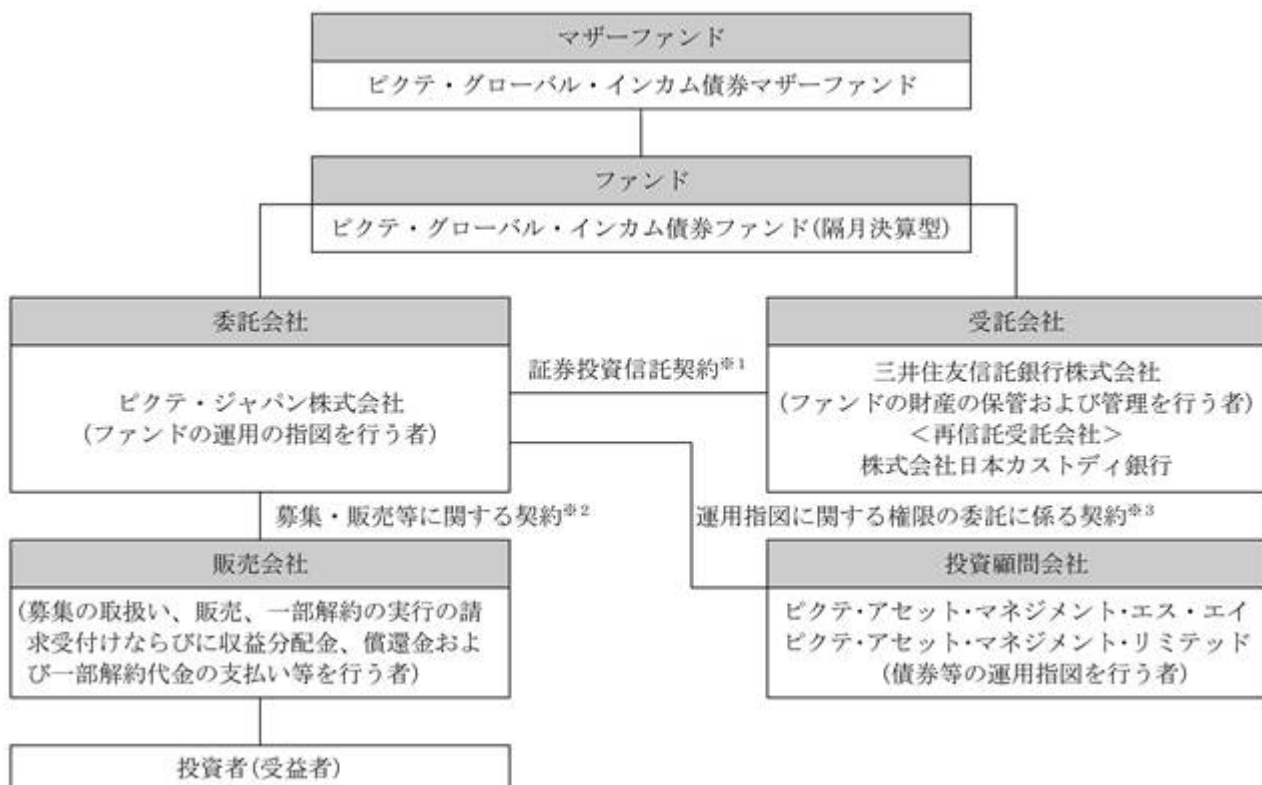 マザーファンド
ピクテ・グローバル・インカム債券マザーファンド
ファンド
ピクテ・グローバル・インカム債券ファンド(隔月決算型)
委託会社
ピクテ・ジャパン株式会社
(ファンドの運用の指図を行う者)
証券投資信託契約※1
受託会社
三井住友信託銀行株式会社
(ファンドの財産の保管および管理を行う者)
＜再信託受託会社＞
株式会社日本カストディ銀行
募集・販売等に関する契約※2
運用指図に関する権限の委託に係る契約※3
販売会社
(募集の取扱い、販売、一部解約の実行の請
求受付けならびに収益分配金、償還金およ
び一部解約代金の支払い等を行う者)
投資顧問会社
ピクテ・アセット・マネジメント・エス・エイ
ピクテ・アセット・マネジメント・リミテッド
(債券等の運用指図を行う者)
投資者(受益者)